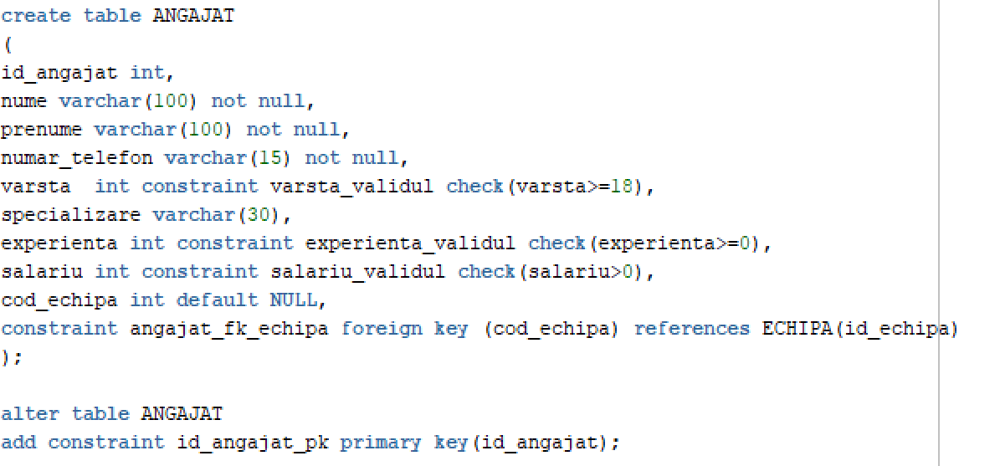 create table ANGAJAT
(
id_angajat int,
nume varchar(100) not null,
prenume varchar(100) not null,
numar_telefon varchar(15) not null,
varsta  int constraint varsta_validul check(varsta>=18),
specializare varchar(30),
experienta int constraint experienta_validul check(experienta>=0),
salariu int constraint salariu_validul check(salariu>0),
cod_echipa int default NULL,
constraint angajat_fk_echipa foreign key (cod_echipa) references ECHIPA(id_echipa)
);

alter table ANGAJAT
add constraint id_angajat_pk primary key(id_angajat);